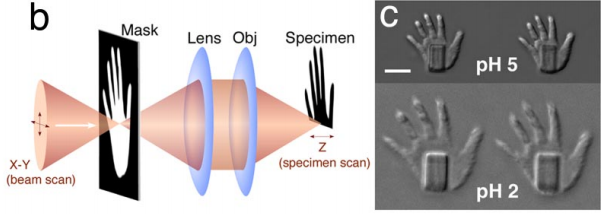 b
Mask
Lens
Obj
Specimen
X-Y
(beam scan)
Z
(specimen scan)
c
pH 5
pH 2